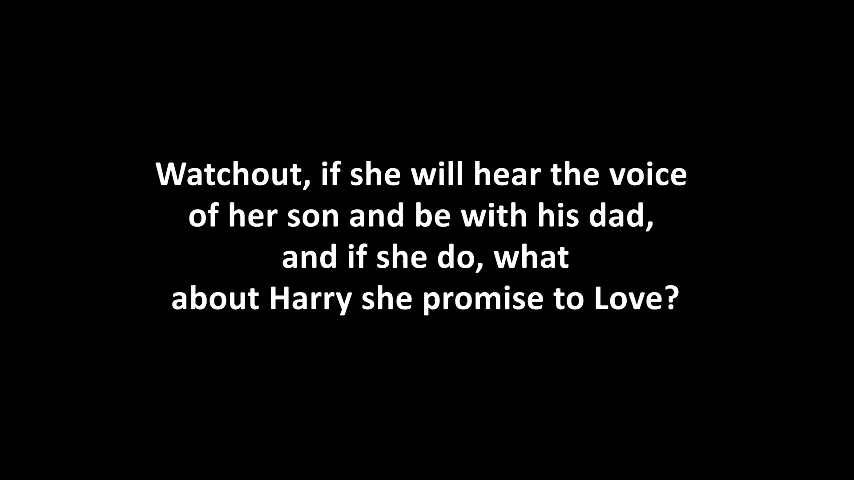 Watchout, if she will hear the voice
of her son and be with his dad,
and if she do, what
about Harry she promise to Love?